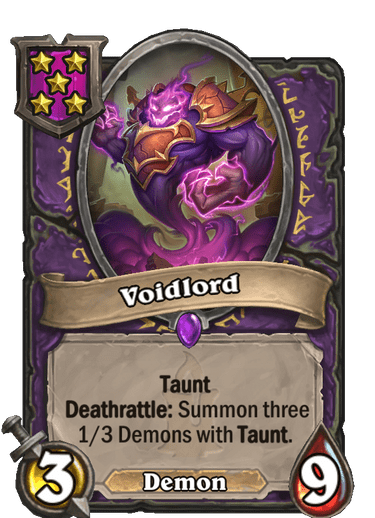 Voidlord
Taunt
Deathrattle: Summon three
1/3 Demons with Taunt.
3
Demon
9